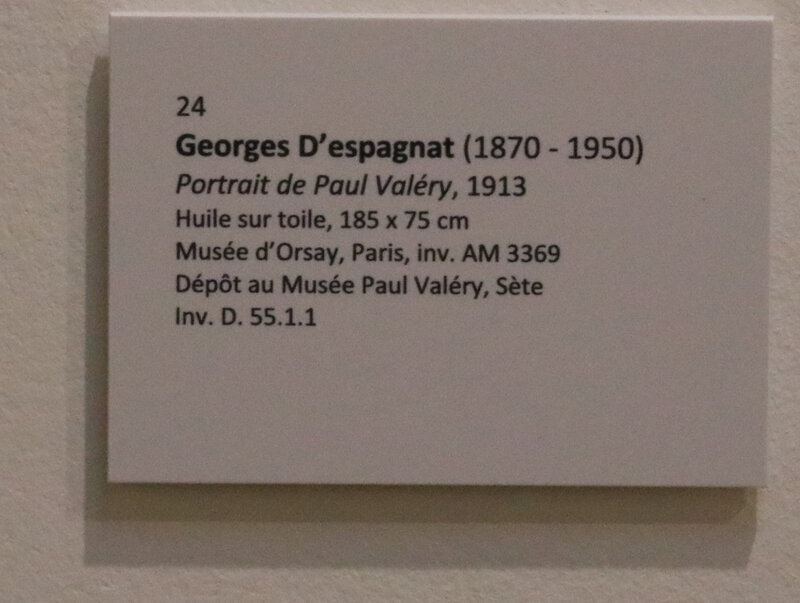 24
Georges D'espagnat (1870 - 1950)
Portrait de Paul Valéry, 1913
Huile sur toile, 185 x 75 cm
Musée d'Orsay, Paris, inv. AM 3369
Dépôt au Musée Paul Valéry, Sète
Inv. D. 55.1.1